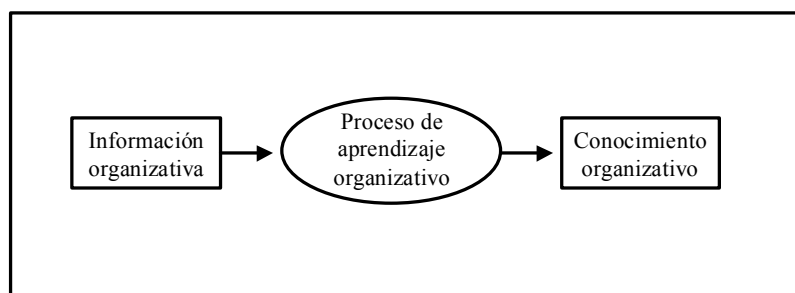 Información
organizativa
Proceso de
aprendizaje
organizativo
Conocimiento
organizativo